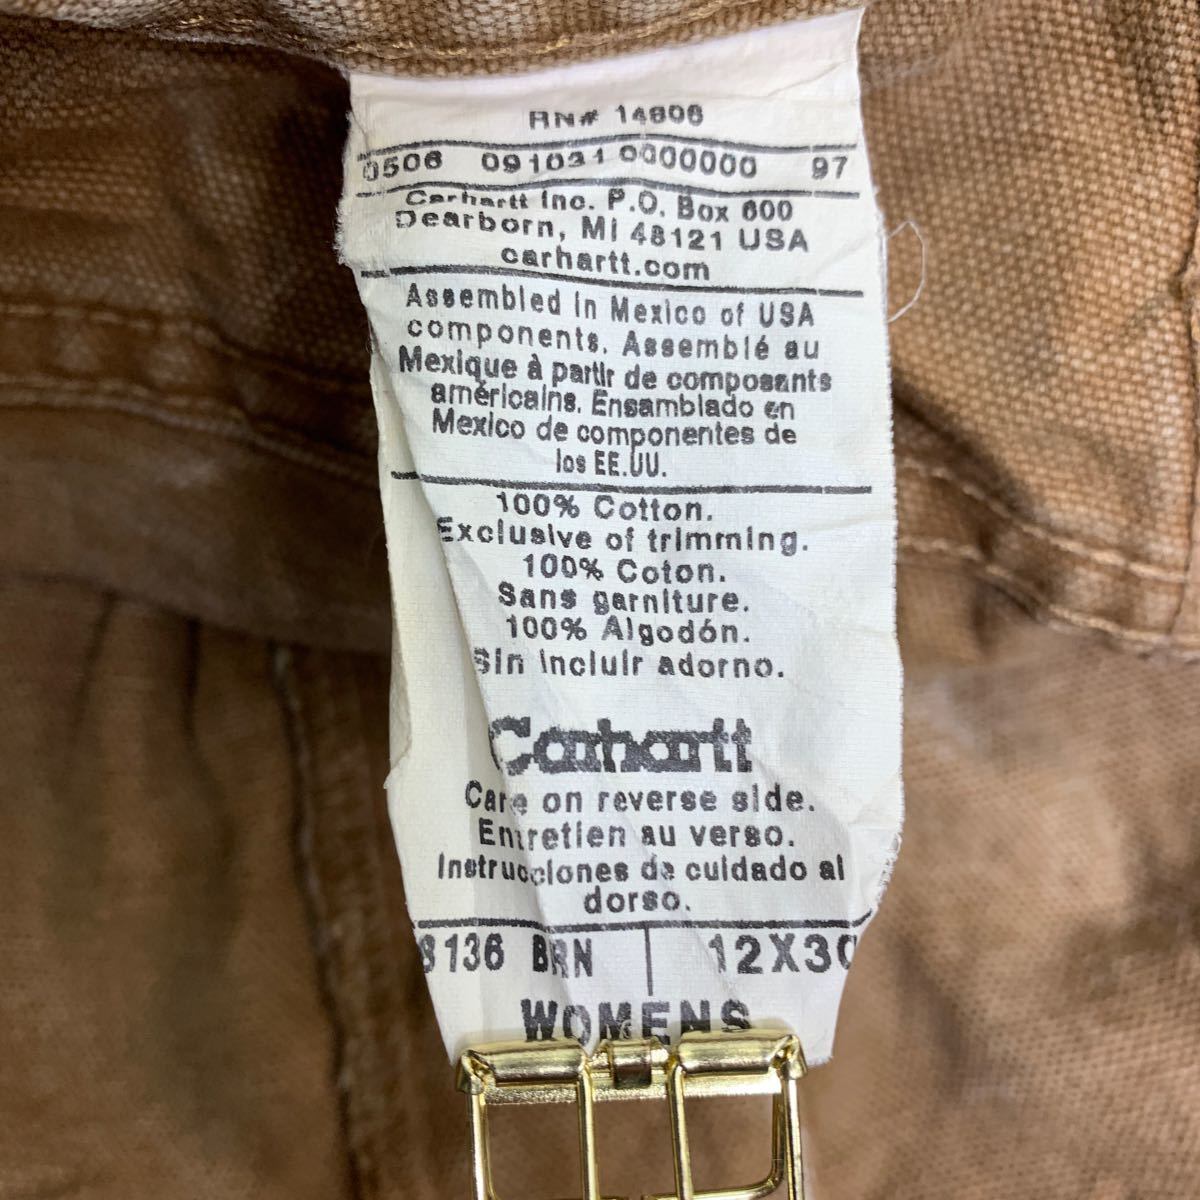 RN# 14806
0506 091031 0000000 97
Carhartt Inc. P.O. Box 600
Dearborn, MI 48121 USA
carhartt.com
Assembled in Mexico of USA
components. Assemblé au
Mexique à partir de composants
américains. Ensamblado en
Mexico de componentes de
los EE.UU.
100% Cotton.
Exclusive of trimming.
100% Coton.
Sans garniture.
100% Algodón.
Sin incluir adorno.
Carhartt
Care on reverse side.
Entretien au verso.
Instrucciones de cuidado al
dorso.
8136 BRN 12X30
WOMENS